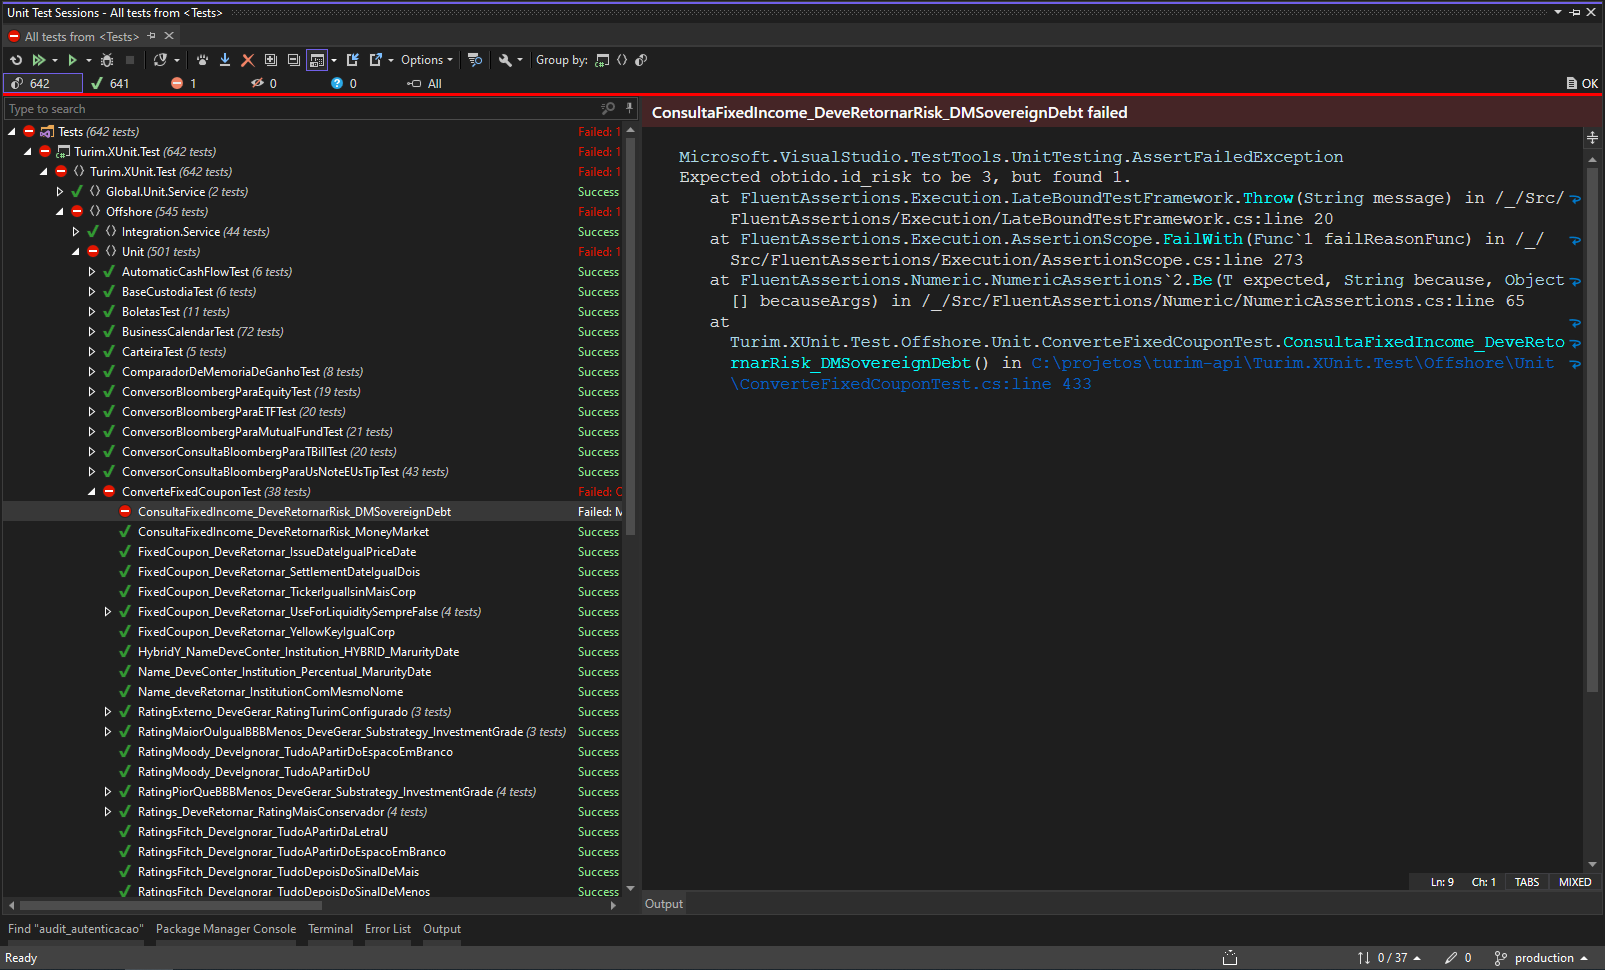 Unit Test Sessions - All tests from <Tests>
All tests from <Tests>
Options
Group by:
642
641
1
0
0
All
OK
Type to search
Tests (642 tests) Failed: 1
Turim.XUnit.Test (642 tests) Failed: 1
Turim.XUnit.Test (642 tests) Failed: 1
Global.Unit.Service (2 tests) Success
Offshore (545 tests) Failed: 1
Integration.Service (44 tests) Success
Unit (501 tests) Failed: 1
AutomaticCashFlowTest (6 tests) Success
BaseCustodiaTest (6 tests) Success
BoletasTest (11 tests) Success
BusinessCalendarTest (72 tests) Success
CarteiraTest (5 tests) Success
ComparadorDeMemoriaDeGanhoTest (8 tests) Success
ConversorBloombergParaEquityTest (19 tests) Success
ConversorBloombergParaETFTest (20 tests) Success
ConversorBloombergParaMutualFundTest (21 tests) Success
ConversorConsultaBloombergParaTBillTest (20 tests) Success
ConversorConsultaBloombergParaUsNoteEUsTipTest (43 tests) Success
ConverteFixedCouponTest (38 tests) Failed: C
ConsultaFixedIncome_DeveRetornarRisk_DMSovereignDebt Failed: M
ConsultaFixedIncome_DeveRetornarRisk_MoneyMarket Success
FixedCoupon_DeveRetornar_IssueDateIgualPriceDate Success
FixedCoupon_DeveRetornar_SettlementDateIgualDois Success
FixedCoupon_DeveRetornar_TickerIgualIsinMaisCorp Success
FixedCoupon_DeveRetornar_UseForLiquiditySempreFalse (4 tests) Success
FixedCoupon_DeveRetornar_YellowKeyIgualCorp Success
HybridY_NameDeveConter_Institution_HYBRID_MarurityDate Success
Name_DeveConter_Institution_Percentual_MarurityDate Success
Name_deveRetornar_InstitutionComMesmoNome Success
RatingExterno_DeveGerar_RatingTurimConfigurado (3 tests) Success
RatingMaiorOuIgualBBBMenos_DeveGerar_Substrategy_InvestmentGrade (3 tests) Success
RatingMoody_DeveIgnorar_TudoAPartirDoEspacoEmBranco Success
RatingMoody_DeveIgnorar_TudoAPartirDoU Success
RatingPiorQueBBBMenos_DeveGerar_Substrategy_InvestmentGrade (4 tests) Success
Ratings_DeveRetornar_RatingMaisConservador (4 tests) Success
RatingsFitch_DeveIgnorar_TudoAPartirDaLetraU Success
RatingsFitch_DeveIgnorar_TudoAPartirDoEspacoEmBranco Success
RatingsFitch_DeveIgnorar_TudoDepoisDoSinalDeMais Success
RatingsFitch_DeveIgnorar_TudoDepoisDoSinalDeMenos Success
ConsultaFixedIncome_DeveRetornarRisk_DMSovereignDebt failed
Microsoft.VisualStudio.TestTools.UnitTesting.AssertFailedException
Expected obtido.id_risk to be 3, but found 1.
at FluentAssertions.Execution.LateBoundTestFramework.Throw(String message) in /_/Src/
FluentAssertions/Execution/LateBoundTestFramework.cs:line 20
at FluentAssertions.Execution.AssertionScope.FailWith(Func`1 failReasonFunc) in /_/
Src/FluentAssertions/Execution/AssertionScope.cs:line 273
at FluentAssertions.Numeric.NumericAssertions`2.Be(T expected, String because, Object
[] becauseArgs) in /_/Src/FluentAssertions/Numeric/NumericAssertions.cs:line 65
at
Turim.XUnit.Test.Offshore.Unit.ConverteFixedCouponTest.ConsultaFixedIncome_DeveReto
rnarRisk_DMSovereignDebt() in C:\projetos\turim-api\Turim.XUnit.Test\Offshore\Unit
\ConverteFixedCouponTest.cs:line 433
Ln: 9 Ch: 1 TABS MIXED
Output
Find "audit_autenticacao" Package Manager Console Terminal Error List Output
Ready
0 / 37
0
production